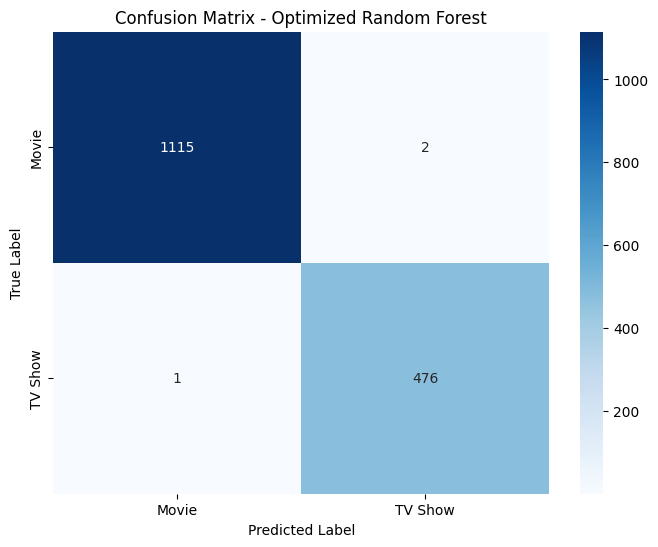 Confusion Matrix - Optimized Random Forest
1000
800
600
400
200
True Label
Movie
TV Show
1115
2
1
476
Movie
TV Show
Predicted Label